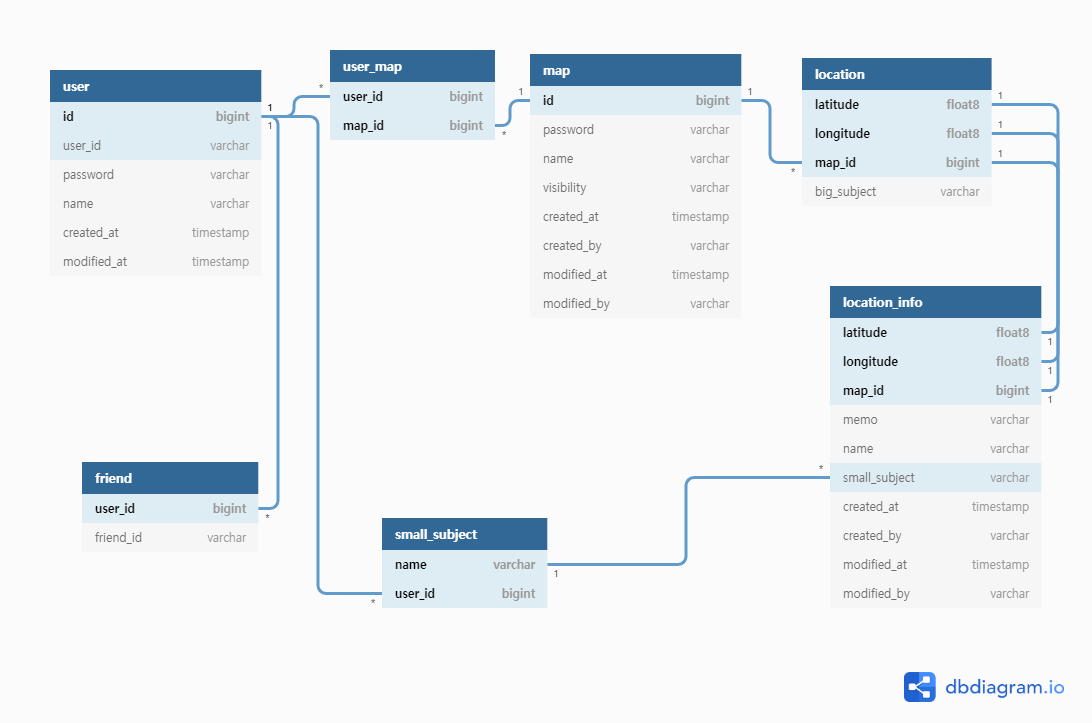 user
id bigint
user_id varchar
password varchar
name varchar
created_at timestamp
modified_at timestamp
1
1
*
user_map
user_id bigint
map_id bigint
*
1
map
id bigint
password varchar
name varchar
visibility varchar
created_at timestamp
created_by varchar
modified_at timestamp
modified_by varchar
1
*
location
latitude float8
longitude float8
map_id bigint
big_subject varchar
1
1
1
location_info
latitude float8
longitude float8
map_id bigint
memo varchar
name varchar
small_subject varchar
created_at timestamp
created_by varchar
modified_at timestamp
modified_by varchar
1
1
1
*
friend
user_id bigint
friend_id varchar
*
small_subject
name varchar
user_id bigint
1
*
dbdiagram.io